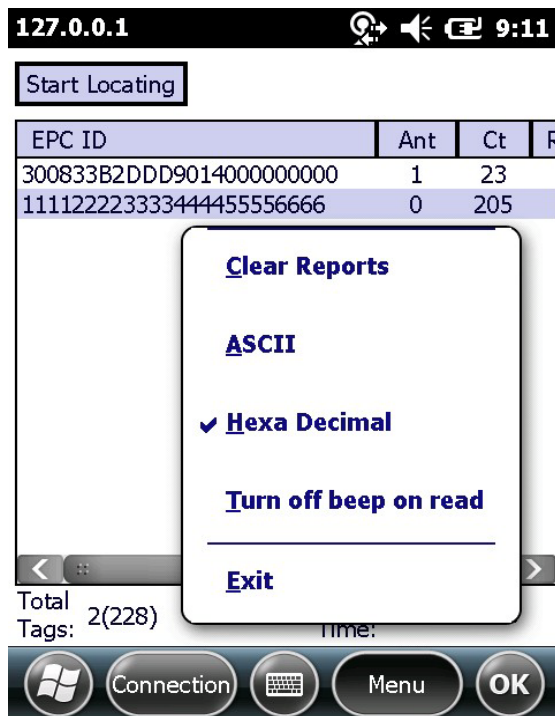 127.0.0.1 9:11
Start Locating
EPC ID Ant Ct
300833B2DDD9014000000000 1 23
111122223333444455556666 0 205
Clear Reports
ASCII
Hexa Decimal
Turn off beep on read
Exit
Total
Tags: 2(228) Time:
Connection Menu OK